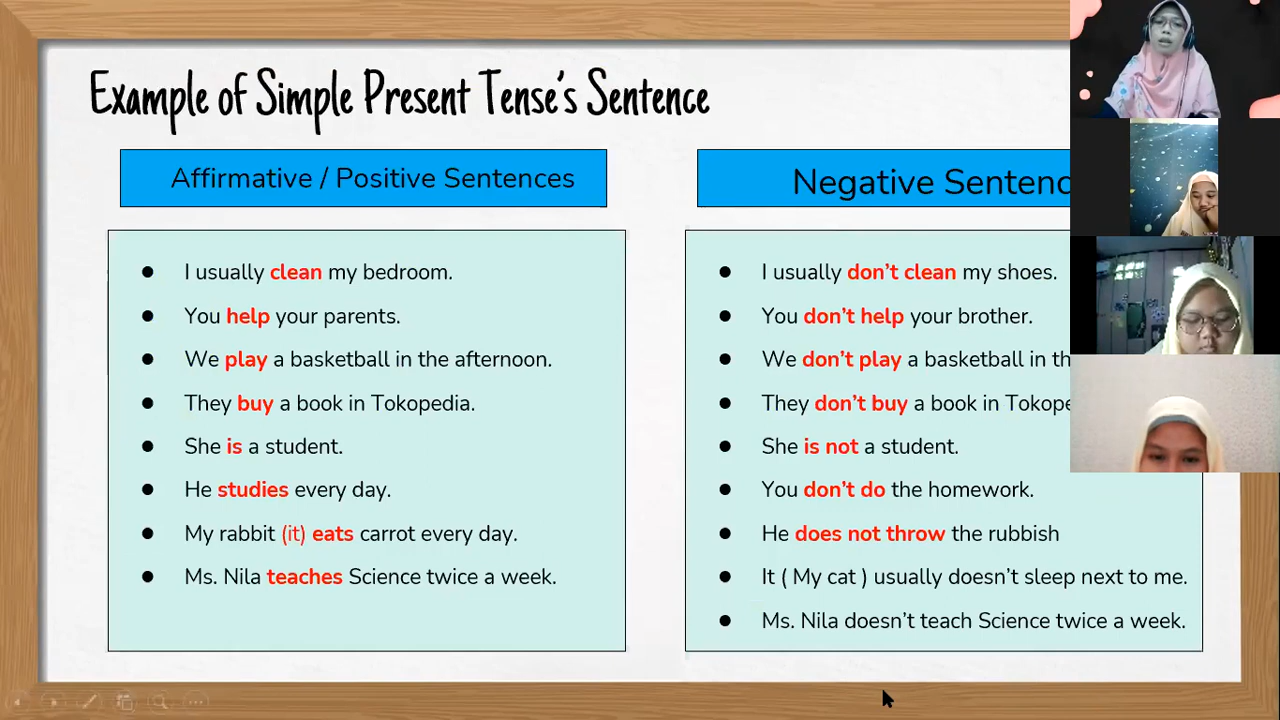 Example of Simple Present Tense's Sentence
Affirmative / Positive Sentences
I usually clean my bedroom.
You help your parents.
We play a basketball in the afternoon.
They buy a book in Tokopedia.
She is a student.
He studies every day.
My rabbit (it) eats carrot every day.
Ms. Nila teaches Science twice a week.
Negative
I usually don't clean my shoes.
You don't help your brother.
We don't play a basketball in
They don't buy a book in
She is not a student.
You don't do the homework.
He does not throw the rubbish
It ( My cat ) usually doesn't sleep next to me.
Ms. Nila doesn't teach Science twice a week.